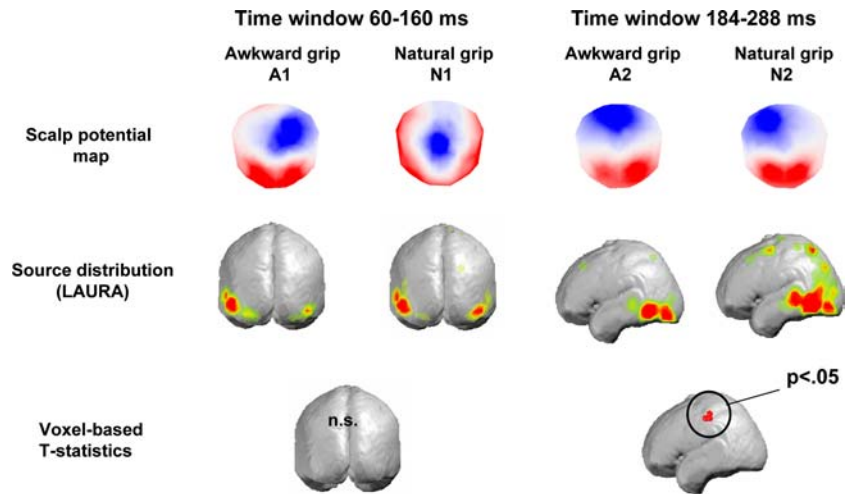 Time window 60-160 ms
Time window 184-288 ms
Awkward grip
A1
Natural grip
N1
Awkward grip
A2
Natural grip
N2
Scalp potential
map
Source distribution
(LAURA)
Voxel-based
T-statistics
n.s.
p<.05